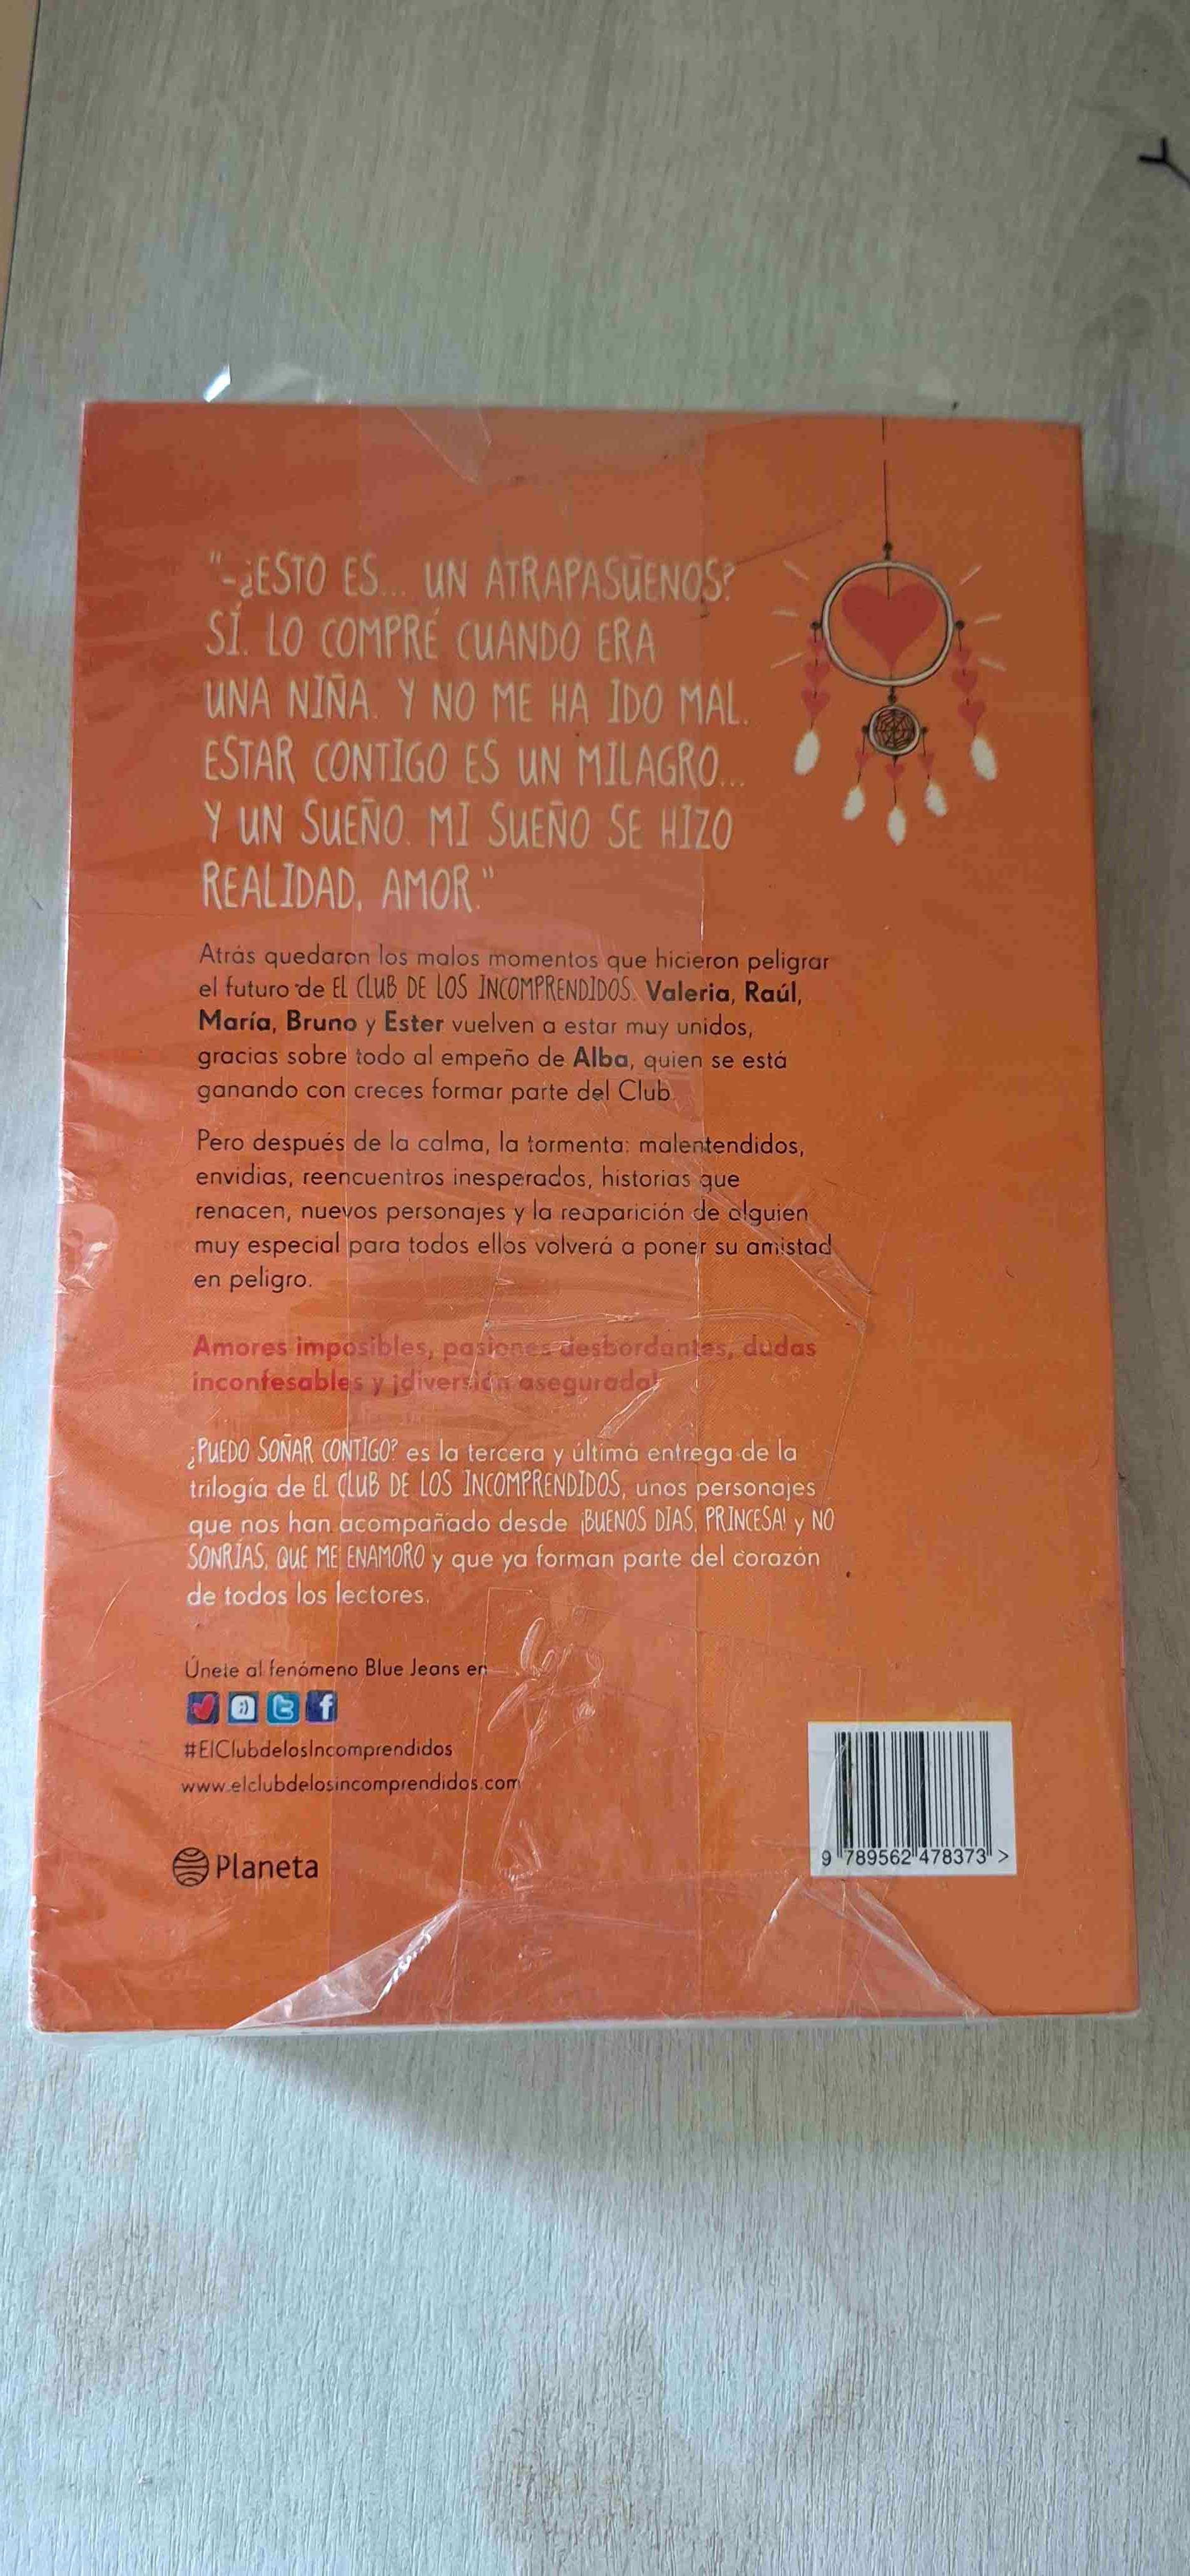 "-¿ESTO ES... UN ATRAPASŪENOS?
SÍ. LO COMPRÉ CUANDO ERA
UNA NIÑA. Y NO ME HA IDO MAL.
ESTAR CONTIGO ES UN MILAGRO...
Y UN SUEÑO. MI SUEÑO SE HIZO
REALIDAD, AMOR."
Atrás quedaron los malos momentos que hicieron peligrar
el futuro de EL CLUB DE LOS INCOMPRENDIDOS. Valeria, Raúl,
María, Bruno y Ester vuelven a estar muy unidos,
gracias sobre todo al empeño de Alba, quien se está
ganando con creces formar parte del Club.
Pero después de la calma, la tormenta: malentendidos,
envidias, reencuentros inesperados, historias que
renacen, nuevos personajes y la reaparición de alguien
muy especial para todos ellos volverá a poner su amistad
en peligro.
Amores imposibles, pasiones desbordantes, dudas
inconfesables y ¡diversión asegurada!
¿PUEDO SOÑAR CONTIGO? es la tercera y última entrega de la
trilogía de EL CLUB DE LOS INCOMPRENDIDOS, unos personajes
que nos han acompañado desde ¡BUENOS DÍAS, PRINCESA! y NO
SONRÍAS, QUE ME ENAMORO y que ya forman parte del corazón
de todos los lectores.
Únete al fenómeno Blue Jeans en
#ElClubdelosIncomprendidos
www.elclubdelosincomprendidos.com
Planeta
9 789562 478373 >